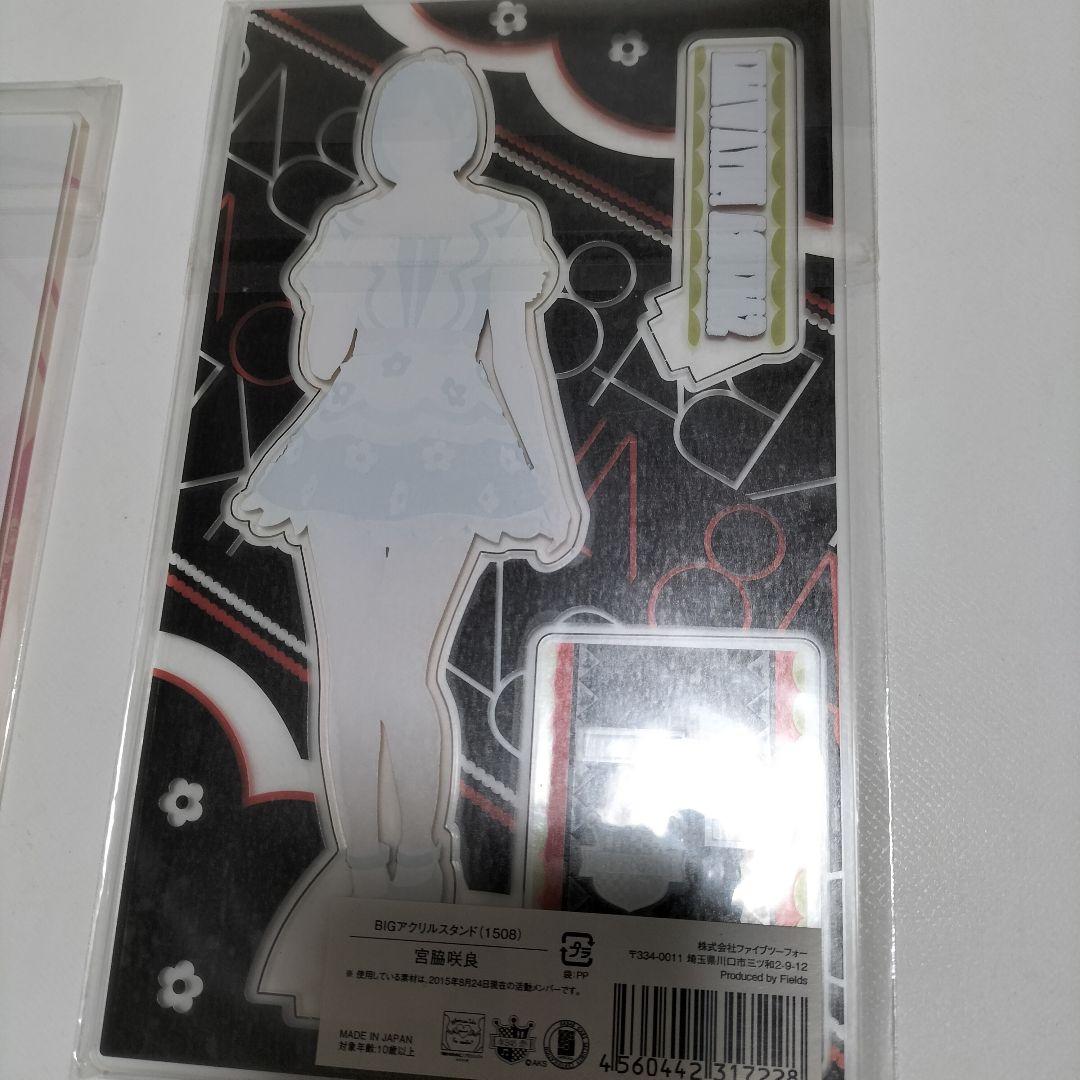 BIGアクリルスタンド(1508)
宮脇咲良
※ 使用している素材は、2015年8月24日現在の活動メンバーです。
MADE IN JAPAN
対象年齢:10歳以上
プラ
袋:PP
株式会社ファイブツーフォー
〒334-0011 埼玉県川口市三ツ和2-9-12
Produced by Fields
©AKS
4560442317228